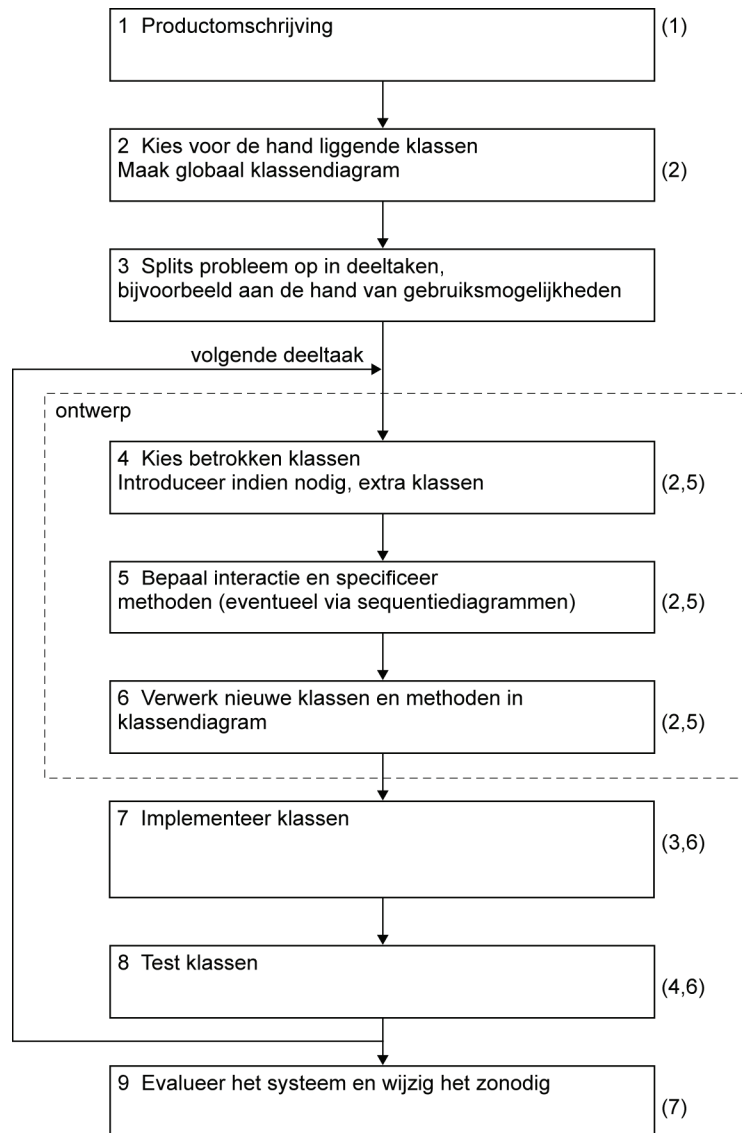 1 Productomschrijving
(1)
2 Kies voor de hand liggende klassen
Maak globaal klassendiagram
(2)
3 Splits probleem op in deeltaken,
bijvoorbeeld aan de hand van gebruiksmogelijkheden
volgende deeltaak
ontwerp
4 Kies betrokken klassen
Introduceer indien nodig, extra klassen
(2,5)
5 Bepaal interactie en specificeer
methoden (eventueel via sequentiediagrammen)
(2,5)
6 Verwerk nieuwe klassen en methoden in
klassendiagram
(2,5)
7 Implementeer klassen
(3,6)
8 Test klassen
(4,6)
9 Evalueer het systeem en wijzig het zonodig
(7)